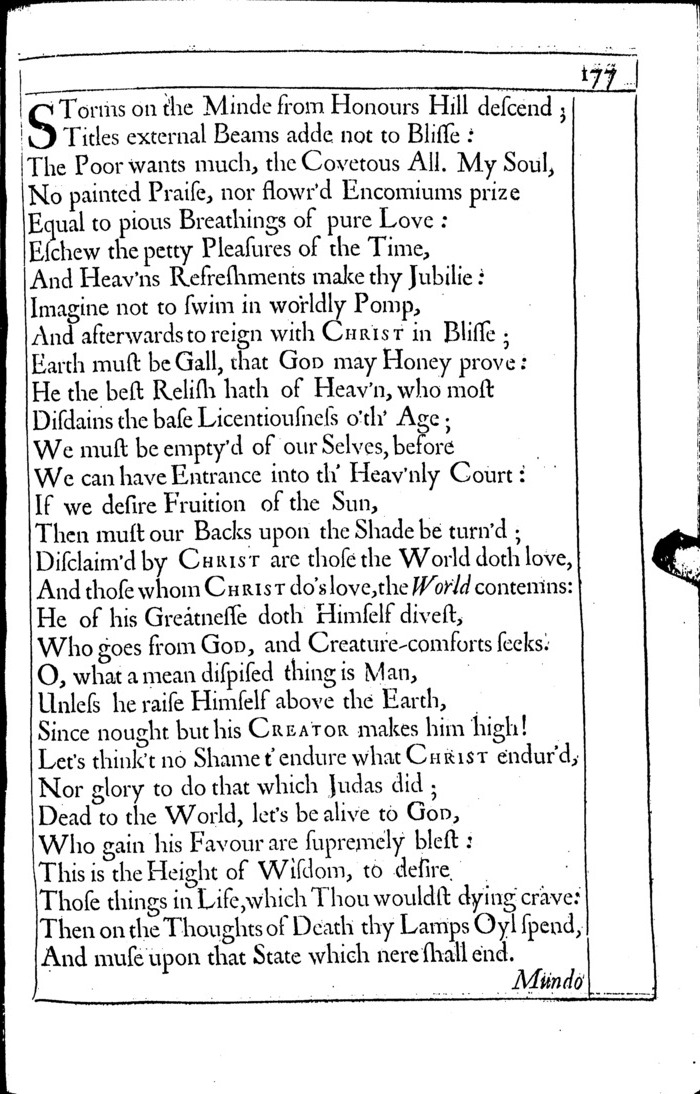 177
STorms on the Minde from Honours Hill deſcend ;
Titles external Beams adde not to Bliſſe :
The Poor wants much, the Covetous All. My Soul,
No painted Praiſe, nor flowr'd Encomiums prize
Equal to pious Breathings of pure Love :
Eſchew the petty Pleaſures of the Time,
And Heav'ns Refreſhments make thy Jubilie :
Imagine not to ſwim in worldly Pomp,
And afterwards to reign with CHRIST in Bliſſe ;
Earth muſt be Gall, that GOD may Honey prove :
He the beſt Reliſh hath of Heav'n, who moſt
Diſdains the baſe Licentiouſneſs o'th' Age ;
We muſt be empty'd of our Selves, before
We can have Entrance into th' Heav'nly Court :
If we deſire Fruition of the Sun,
Then muſt our Backs upon the Shade be turn'd ;
Diſclaim'd by CHRIST are thoſe the World doth love,
And thoſe whom CHRIST do's love, the World contemns:
He of his Greatneſſe doth Himſelf diveſt,
Who goes from GOD, and Creature-comforts ſeeks:
O, what a mean diſpiſed thing is Man,
Unleſs he raiſe Himſelf above the Earth,
Since nought but his CREATOR makes him high!
Let's think't no Shame t' endure what CHRIST endur'd,
Nor glory to do that which Judas did ;
Dead to the World, let's be alive to GOD,
Who gain his Favour are ſupremely bleſt :
This is the Height of Wiſdom, to deſire
Thoſe things in Life, which Thou wouldſt dying crave:
Then on the Thoughts of Death thy Lamps Oyl ſpend,
And muſe upon that State which nere ſhall end.
Mundo